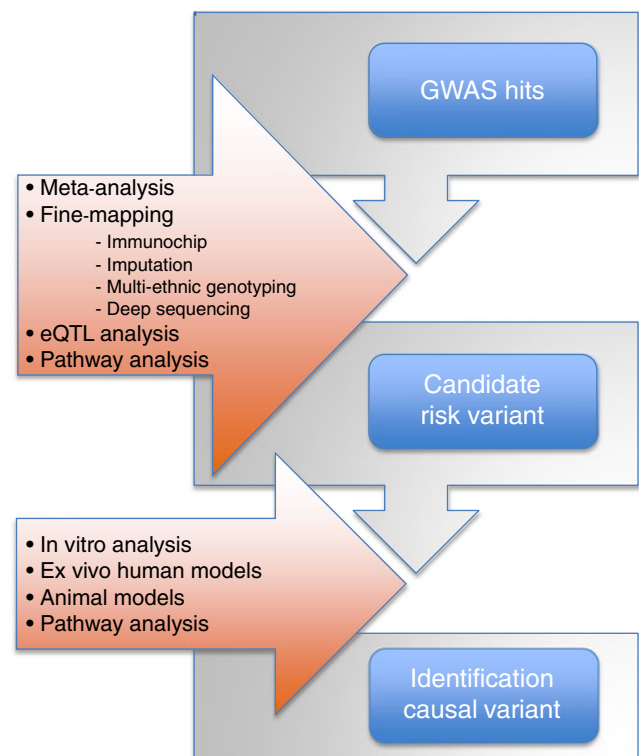 GWAS hits
• Meta-analysis
• Fine-mapping
- Immunochip
- Imputation
- Multi-ethnic genotyping
- Deep sequencing
• eQTL analysis
• Pathway analysis
Candidate
risk variant
• In vitro analysis
• Ex vivo human models
• Animal models
• Pathway analysis
Identification
causal variant